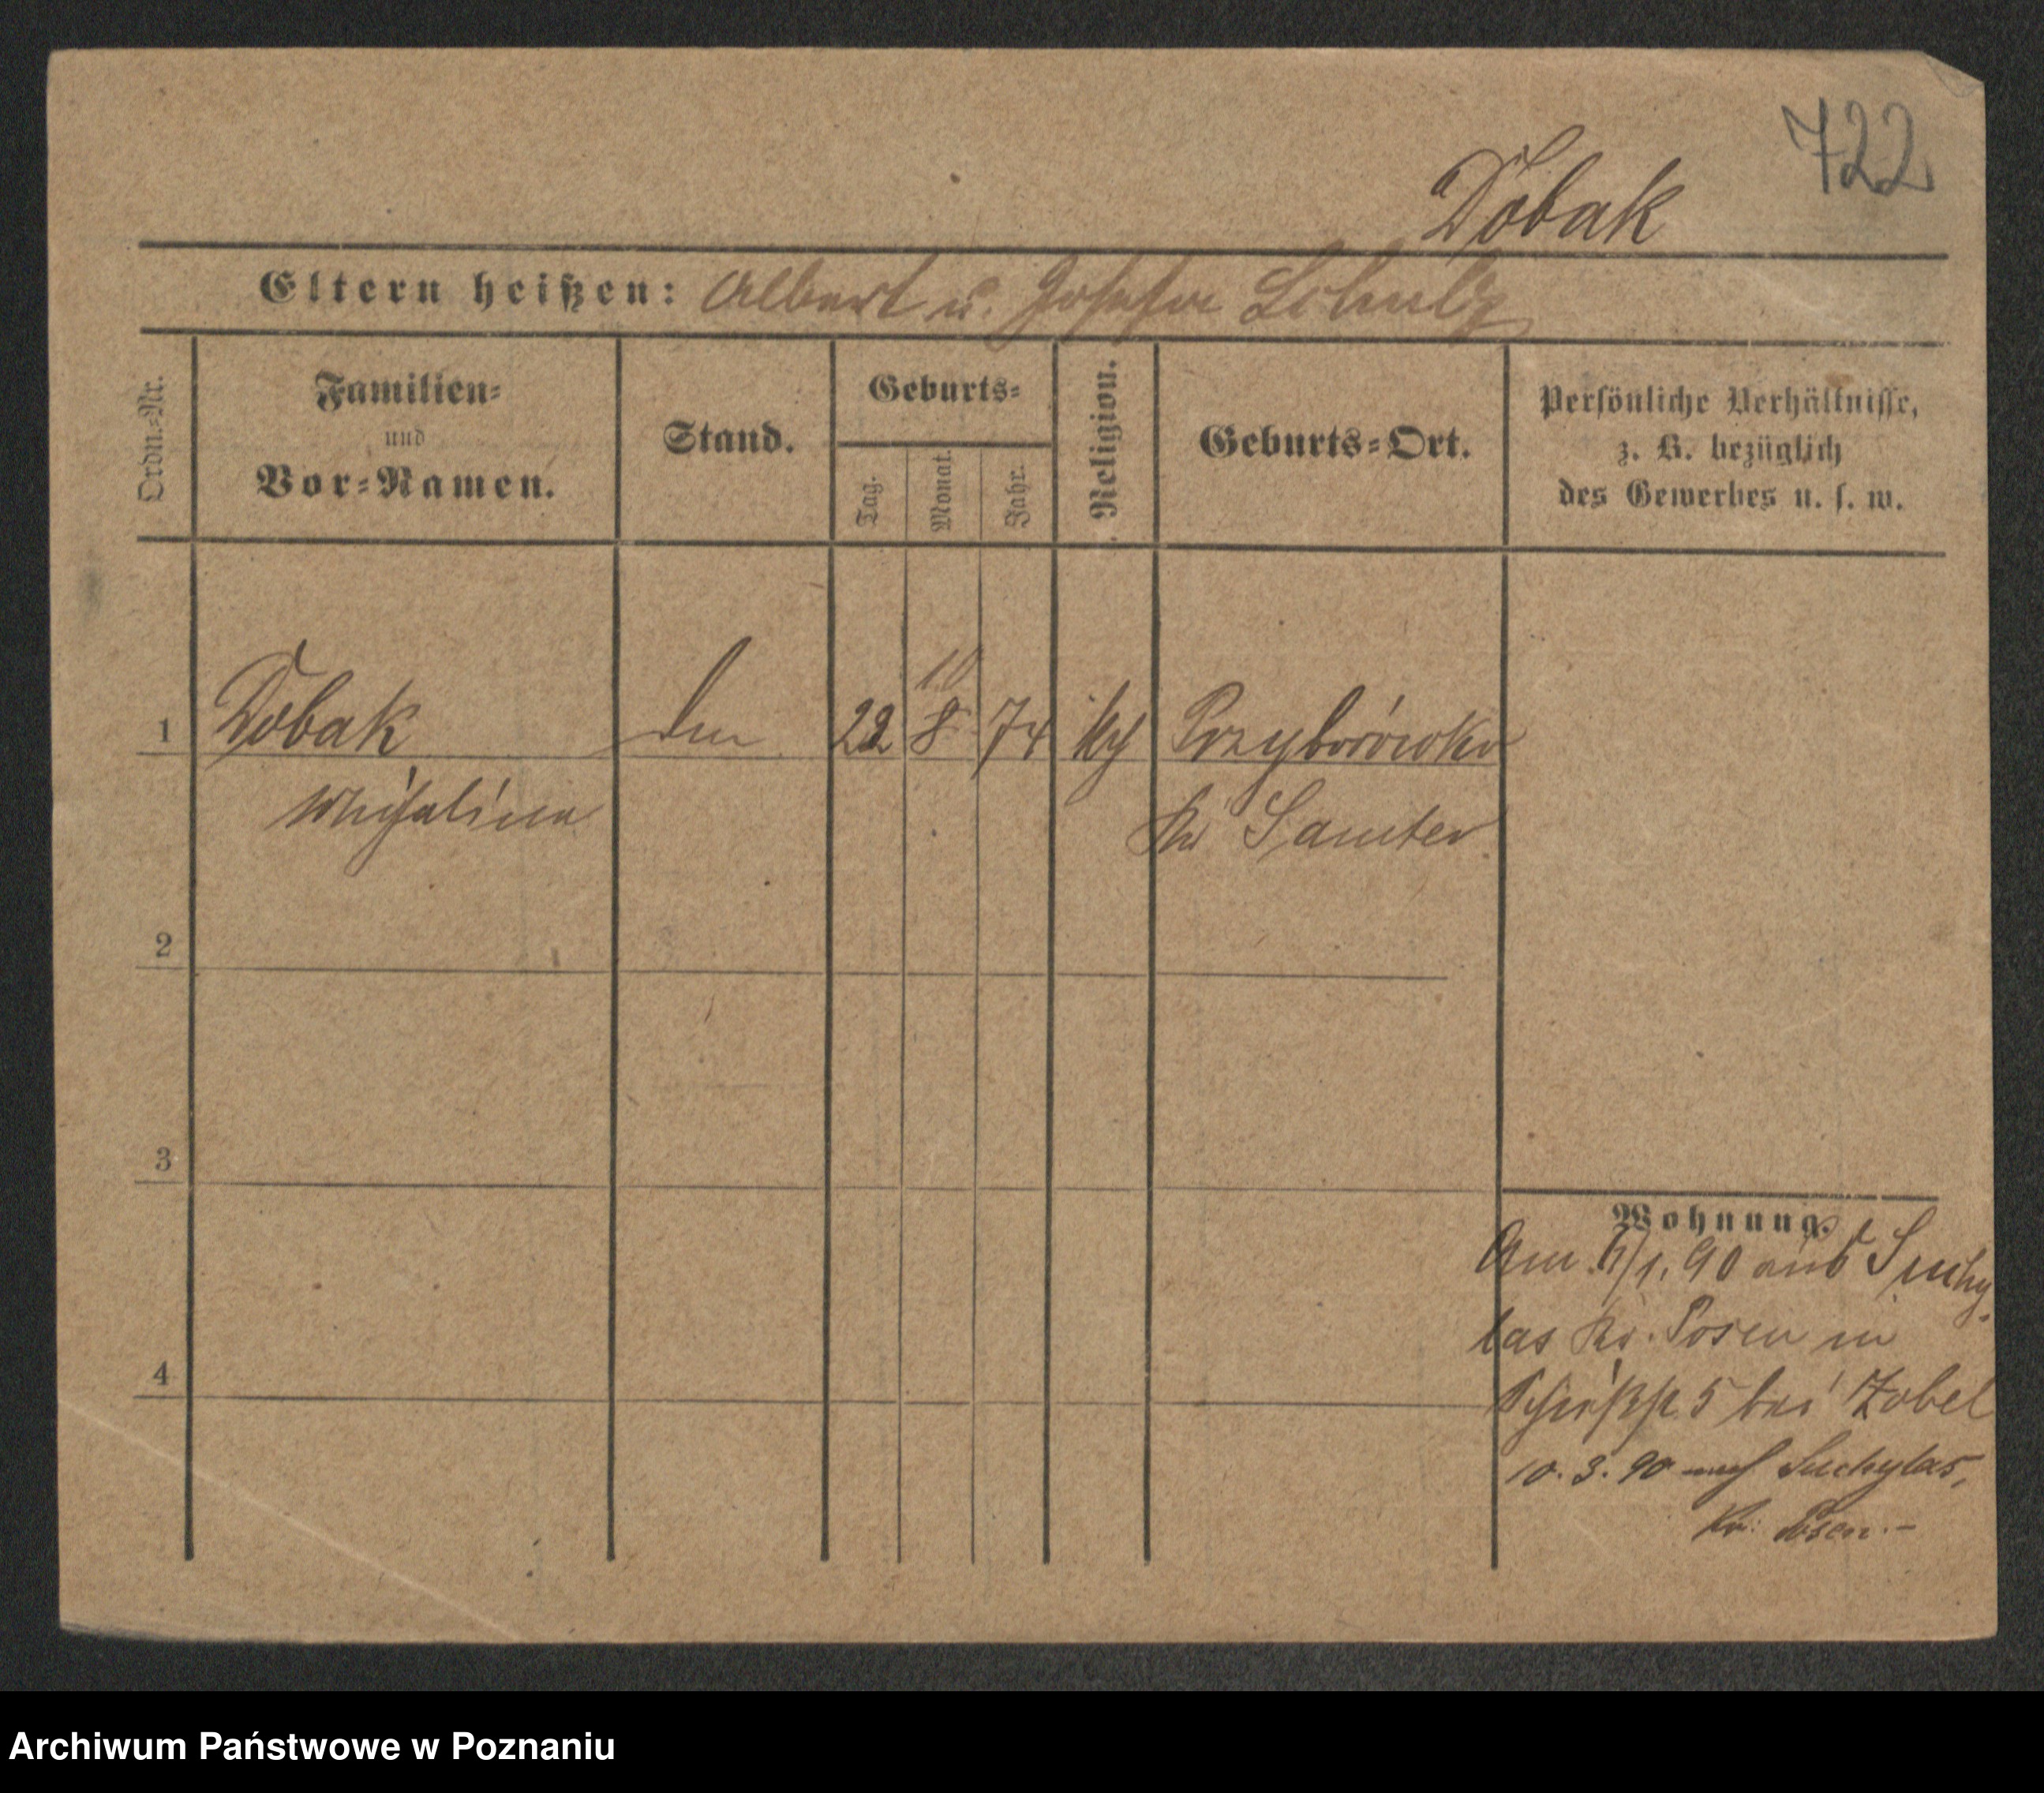 722
Dobak
Eltern heißen: Albert u. Josefa Schulz
Ordn.-Nr.
Familien-
und
Vor-Namen.
Stand.
Geburts-
Tag.
Monat.
Jahr.
Religion.
Geburts-Ort.
Persönliche Verhältnisse,
z. B. bezüglich
des Gewerbes u. s. w.
10
1 Dobak 22 8 74 Przyborówko
Michalina Kr Samter
2
3
4
Wohnung.
Am /1. 90 aus Suchy-
las Kr. Posen in
5 bei Zobel
10. 3. 90 nach Suchylas,
Kr: Posen.-
Archiwum Państwowe w Poznaniu